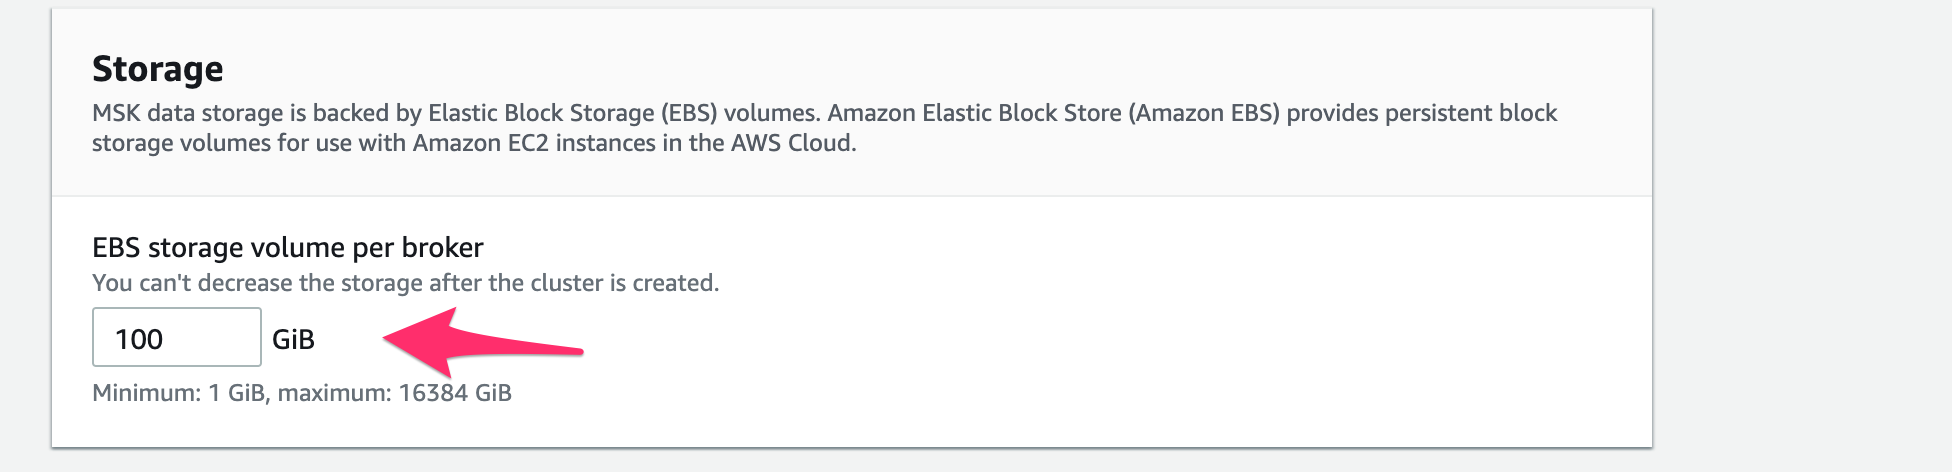 Storage
MSK data storage is backed by Elastic Block Storage (EBS) volumes. Amazon Elastic Block Store (Amazon EBS) provides persistent block
storage volumes for use with Amazon EC2 instances in the AWS Cloud.
EBS storage volume per broker
You can't decrease the storage after the cluster is created.
100 GiB
Minimum: 1 GiB, maximum: 16384 GiB